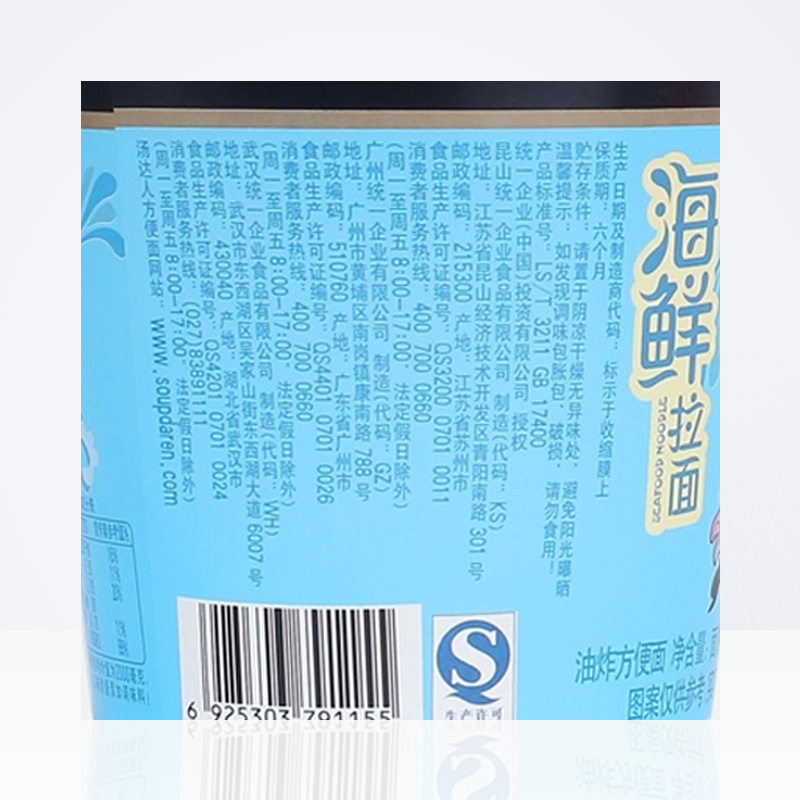 海鲜
拉面
SEAFOOD NOODLE
生产日期及制造商代码：标示于收缩膜上
保质期：六个月
贮存条件：请置于阴凉干燥无异味处，避免阳光曝晒
温馨提示：如发现调味包胀包、破损，请勿食用！
产品标准号：LS/T 3211 GB 17400
统一企业(中国)投资有限公司 授权
昆山统一企业食品有限公司 制造(代码：KS)
地址：江苏省昆山经济技术开发区青阳南路301号
邮政编码：215300 产地：江苏省苏州市
食品生产许可证编号：QS3200 0701 0011
消费者服务热线：400 700 0660
(周一至周五8:00-17:00，法定假日除外)
广州统一企业有限公司 制造(代码：GZ)
地址：广州市黄埔区南岗镇康南路788号
邮政编码：510760 产地：广东省广州市
食品生产许可证编号：QS4401 0701 0026
消费者服务热线：400 700 0660
(周一至周五8:00-17:00，法定假日除外)
武汉统一企业食品有限公司 制造(代码：WH)
地址：武汉市东西湖区吴家山街东西湖大道6007号
邮政编码：430040 产地：湖北省武汉市
食品生产许可证编号：QS4201 0701 0024
消费者服务热线：(027)83891111
(周一至周五8:00-17:00，法定假日除外)
汤达人方便面网站：www.soupdaren.com
6 925303 791155
生产许可
油炸方便面 净含量：面
图案仅供参考